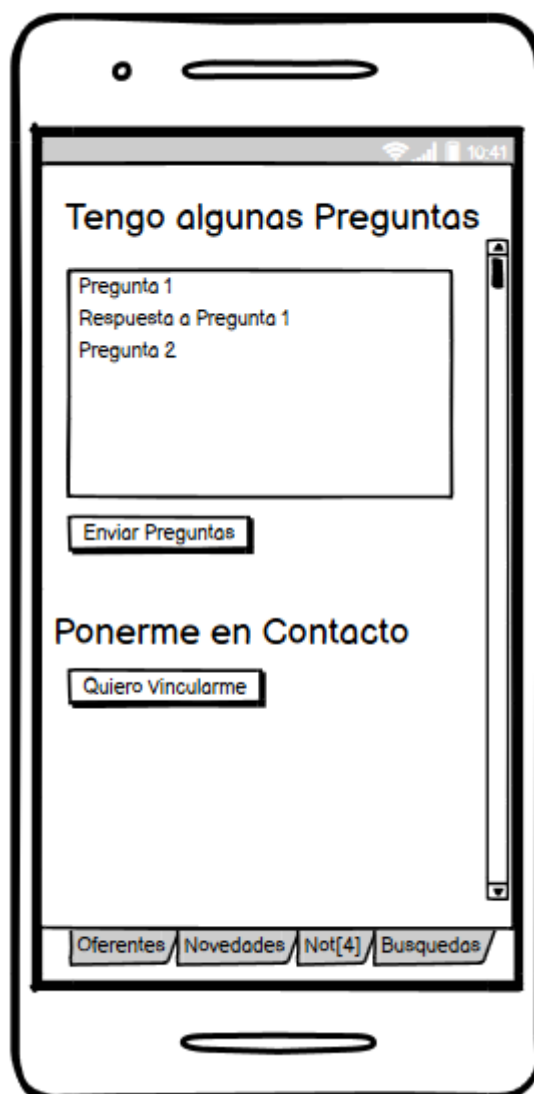 10:41
Tengo algunas Preguntas
Pregunta 1
Respuesta a Pregunta 1
Pregunta 2
Enviar Preguntas
Ponerme en Contacto
Quiero Vincularme
Oferentes Novedades Not[4] Busquedas